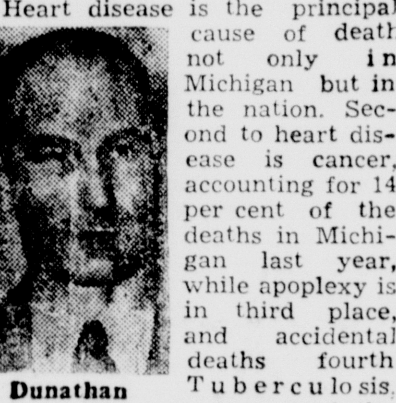 Heart disease is the principal
cause of death
not only in
Michigan but in
the nation. Sec-
ond to heart dis-
ease is cancer,
accounting for 14
per cent of the
deaths in Michi-
gan last year,
while apoplexy is
in third place,
and accidental
deaths fourth
Tuberculosis,
Dunathan